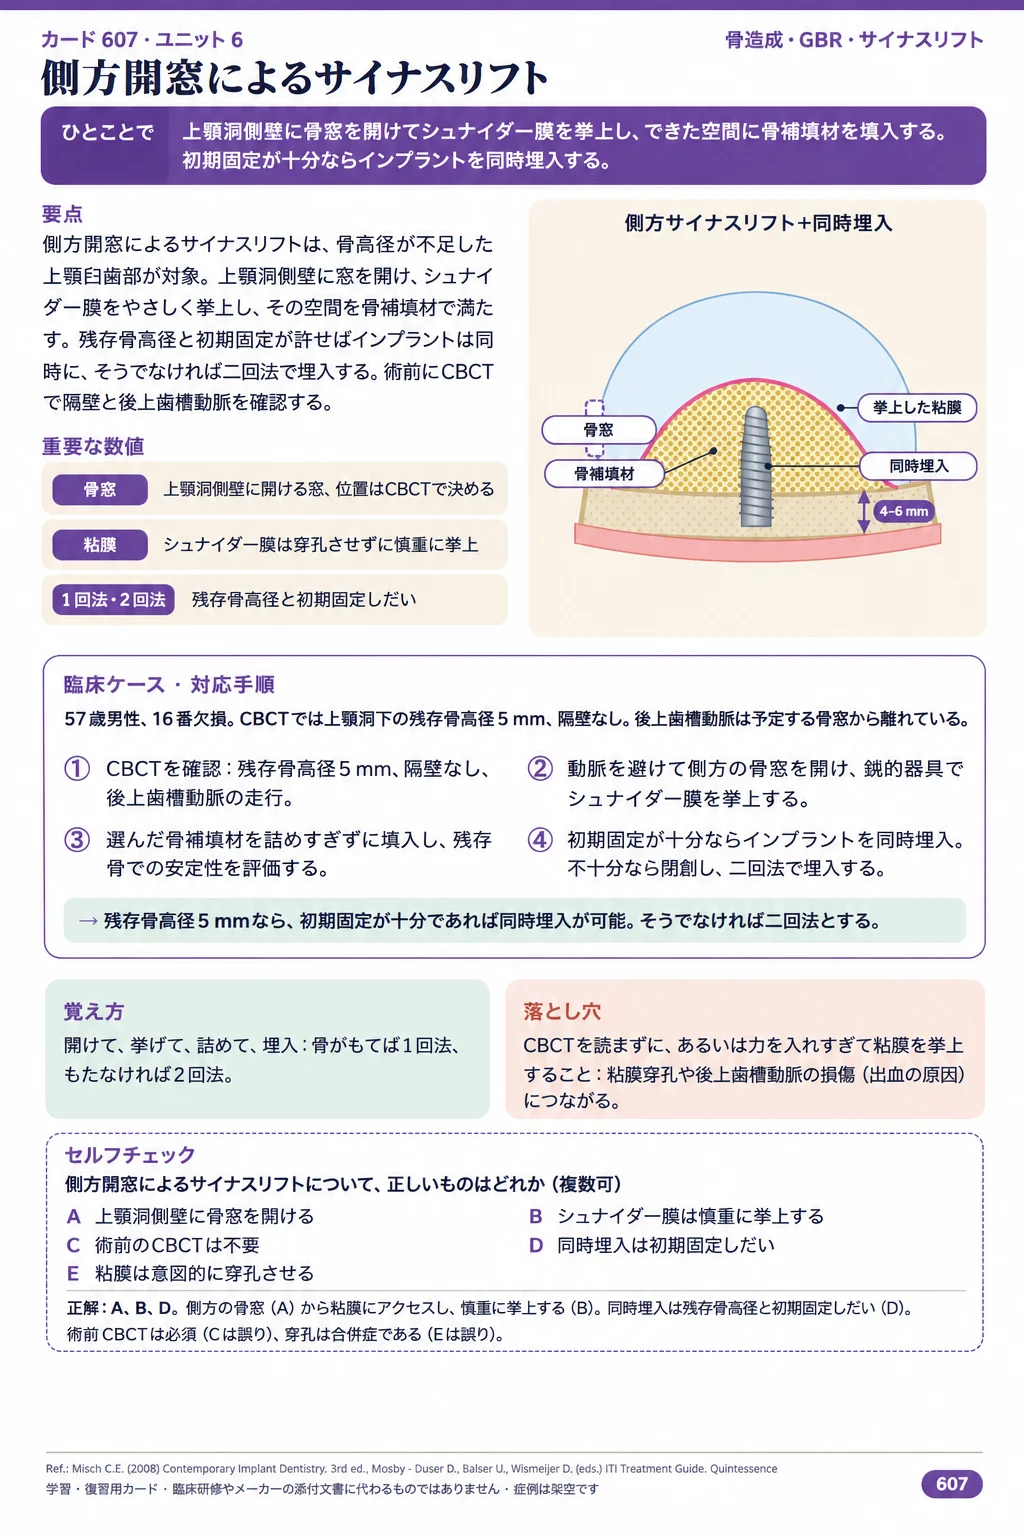 カード 607・ユニット 6
骨造成・GBR・サイナスリフト
側方開窓によるサイナスリフト
ひとことで
上顎洞側壁に骨窓を開けてシュナイダー膜を挙上し、できた空間に骨補填材を填入する。
初期固定が十分ならインプラントを同時埋入する。
要点
側方開窓によるサイナスリフトは、骨高径が不足した
上顎臼歯部が対象。上顎洞側壁に窓を開け、シュナイ
ダー膜をやさしく挙上し、その空間を骨補填材で満た
す。残存骨高径と初期固定が許せばインプラントは同
時に、そうでなければ二回法で埋入する。術前にCBCT
で隔壁と後上歯槽動脈を確認する。
重要な数値
骨窓
上顎洞側壁に開ける窓、位置はCBCTで決める
粘膜
シュナイダー膜は穿孔させずに慎重に挙上
1回法・2回法
残存骨高径と初期固定しだい
側方サイナスリフト+同時埋入
骨窓
骨補填材
挙上した粘膜
同時埋入
4–6 mm
臨床ケース・対応手順
57歳男性、16番欠損。CBCTでは上顎洞下の残存骨高径5 mm、隔壁なし。後上歯槽動脈は予定する骨窓から離れている。
① CBCTを確認：残存骨高径5 mm、隔壁なし、
後上歯槽動脈の走行。
② 動脈を避けて側方の骨窓を開け、鋭的器具で
シュナイダー膜を挙上する。
③ 選んだ骨補填材を詰めすぎずに填入し、残存
骨での安定性を評価する。
④ 初期固定が十分ならインプラントを同時埋入。
不十分なら閉創し、二回法で埋入する。
→ 残存骨高径5 mmなら、初期固定が十分であれば同時埋入が可能。そうでなければ二回法とする。
覚え方
開けて、挙げて、詰めて、埋入：骨がもてば1回法、
もたなければ2回法。
落とし穴
CBCTを読まずに、あるいは力を入れすぎて粘膜を挙上
すること：粘膜穿孔や後上歯槽動脈の損傷（出血の原因）
につながる。
セルフチェック
側方開窓によるサイナスリフトについて、正しいものはどれか（複数可）
A 上顎洞側壁に骨窓を開ける
B シュナイダー膜は慎重に挙上する
C 術前のCBCTは不要
D 同時埋入は初期固定しだい
E 粘膜は意図的に穿孔させる
正解：A、B、D。側方の骨窓（A）から粘膜にアクセスし、慎重に挙上する（B）。同時埋入は残存骨高径と初期固定しだい（D）。
術前CBCTは必須（Cは誤り）、穿孔は合併症である（Eは誤り）。
Ref.: Misch C.E. (2008) Contemporary Implant Dentistry. 3rd ed., Mosby - Duser D., Balser U., Wismeijer D. (eds.) ITI Treatment Guide. Quintessence
学習・復習用カード・臨床研修やメーカーの添付文書に代わるものではありません・症例は架空です
607